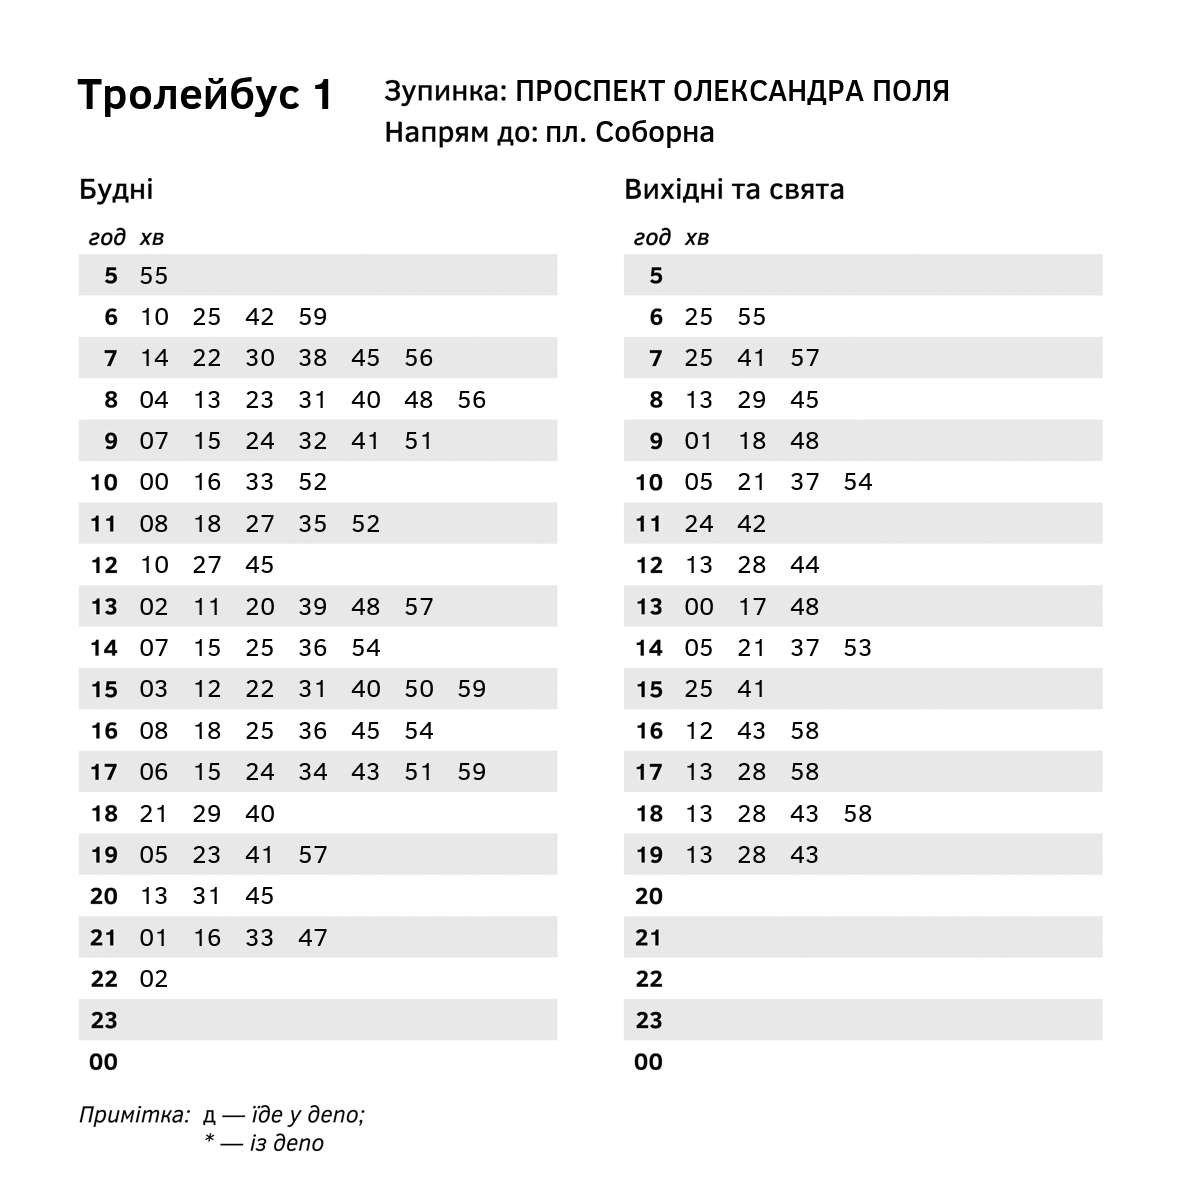 Тролейбус 1
Зупинка: ПРОСПЕКТ ОЛЕКСАНДРА ПОЛЯ
Напрям до: пл. Соборна
Будні
год хв
5 55
6 10 25 42 59
7 14 22 30 38 45 56
8 04 13 23 31 40 48 56
9 07 15 24 32 41 51
10 00 16 33 52
11 08 18 27 35 52
12 10 27 45
13 02 11 20 39 48 57
14 07 15 25 36 54
15 03 12 22 31 40 50 59
16 08 18 25 36 45 54
17 06 15 24 34 43 51 59
18 21 29 40
19 05 23 41 57
20 13 31 45
21 01 16 33 47
22 02
23
00
Вихідні та свята
год хв
5
6 25 55
7 25 41 57
8 13 29 45
9 01 18 48
10 05 21 37 54
11 24 42
12 13 28 44
13 00 17 48
14 05 21 37 53
15 25 41
16 12 43 58
17 13 28 58
18 13 28 43 58
19 13 28 43
20
21
22
23
00
Примітка: д — їде у депо;
* — із депо